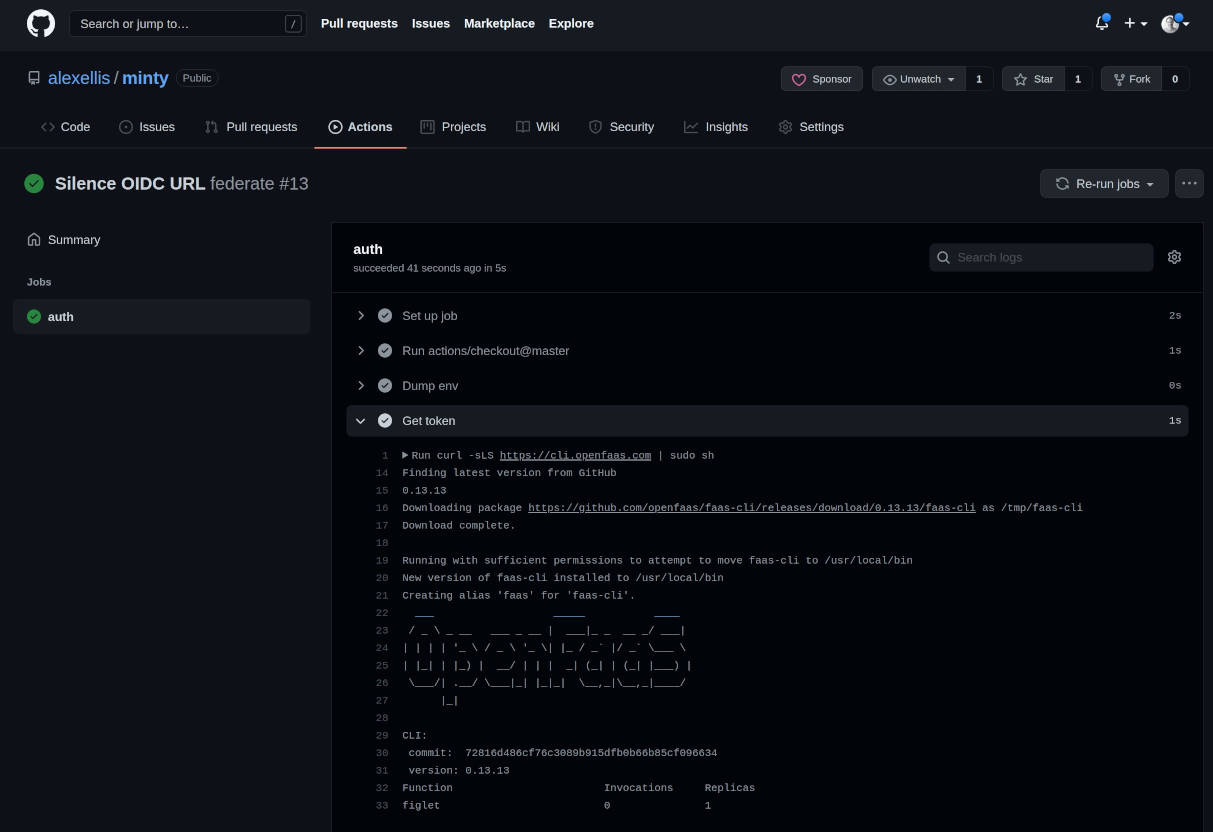 Search or jump to… /
Pull requests Issues Marketplace Explore
alexellis / minty Public
Sponsor Unwatch 1 Star 1 Fork 0
Code Issues Pull requests Actions Projects Wiki Security Insights Settings
Silence OIDC URL federate #13
Re-run jobs ...
Summary
Jobs
auth
auth
succeeded 41 seconds ago in 5s
Search logs
Set up job 2s
Run actions/checkout@master 1s
Dump env 0s
Get token 1s
1 Run curl -sLS https://cli.openfaas.com | sudo sh
14 Finding latest version from GitHub
15 0.13.13
16 Downloading package https://github.com/openfaas/faas-cli/releases/download/0.13.13/faas-cli as /tmp/faas-cli
17 Download complete.
18
19 Running with sufficient permissions to attempt to move faas-cli to /usr/local/bin
20 New version of faas-cli installed to /usr/local/bin
21 Creating alias 'faas' for 'faas-cli'.
22   ___                   _____           ____
23  / _ \ _ __   ___ _ __ |  ___|_ _  __ _/ ___|
24 | | | | '_ \ / _ \ '_ \| |_ / _` |/ _` \___ \
25 | |_| | |_) |  __/ | | |  _| (_| | (_| |___) |
26  \___/| .__/ \___|_| |_|_|  \__,_|\__,_|____/
27       |_|
28
29 CLI:
30  commit:  72816d486cf76c3089b915dfb0b66b85cf096634
31  version: 0.13.13
32 Function                        Invocations     Replicas
33 figlet                          0               1